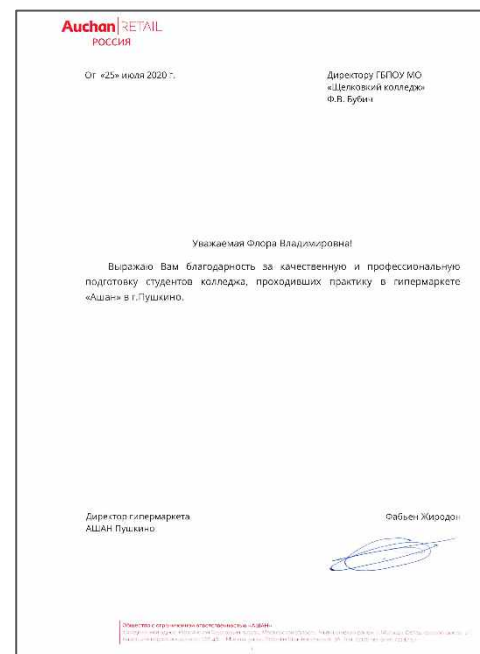 Auchan RETAIL
РОССИЯ
От «25» июля 2020 г.
Директору ГБПОУ МО
«Щелковкий колледж»
Ф.В. Бубич
Уважаемая Флора Владимировна!
Выражаю Вам благодарность за качественную и профессиональную
подготовку студентов колледжа, проходивших практику в гипермаркете
«Ашан» в г.Пушкино.
Директор гипермаркета
АШАН Пушкино
Фабьен Жиродон
Общество с ограниченной ответственностью «АШАН»